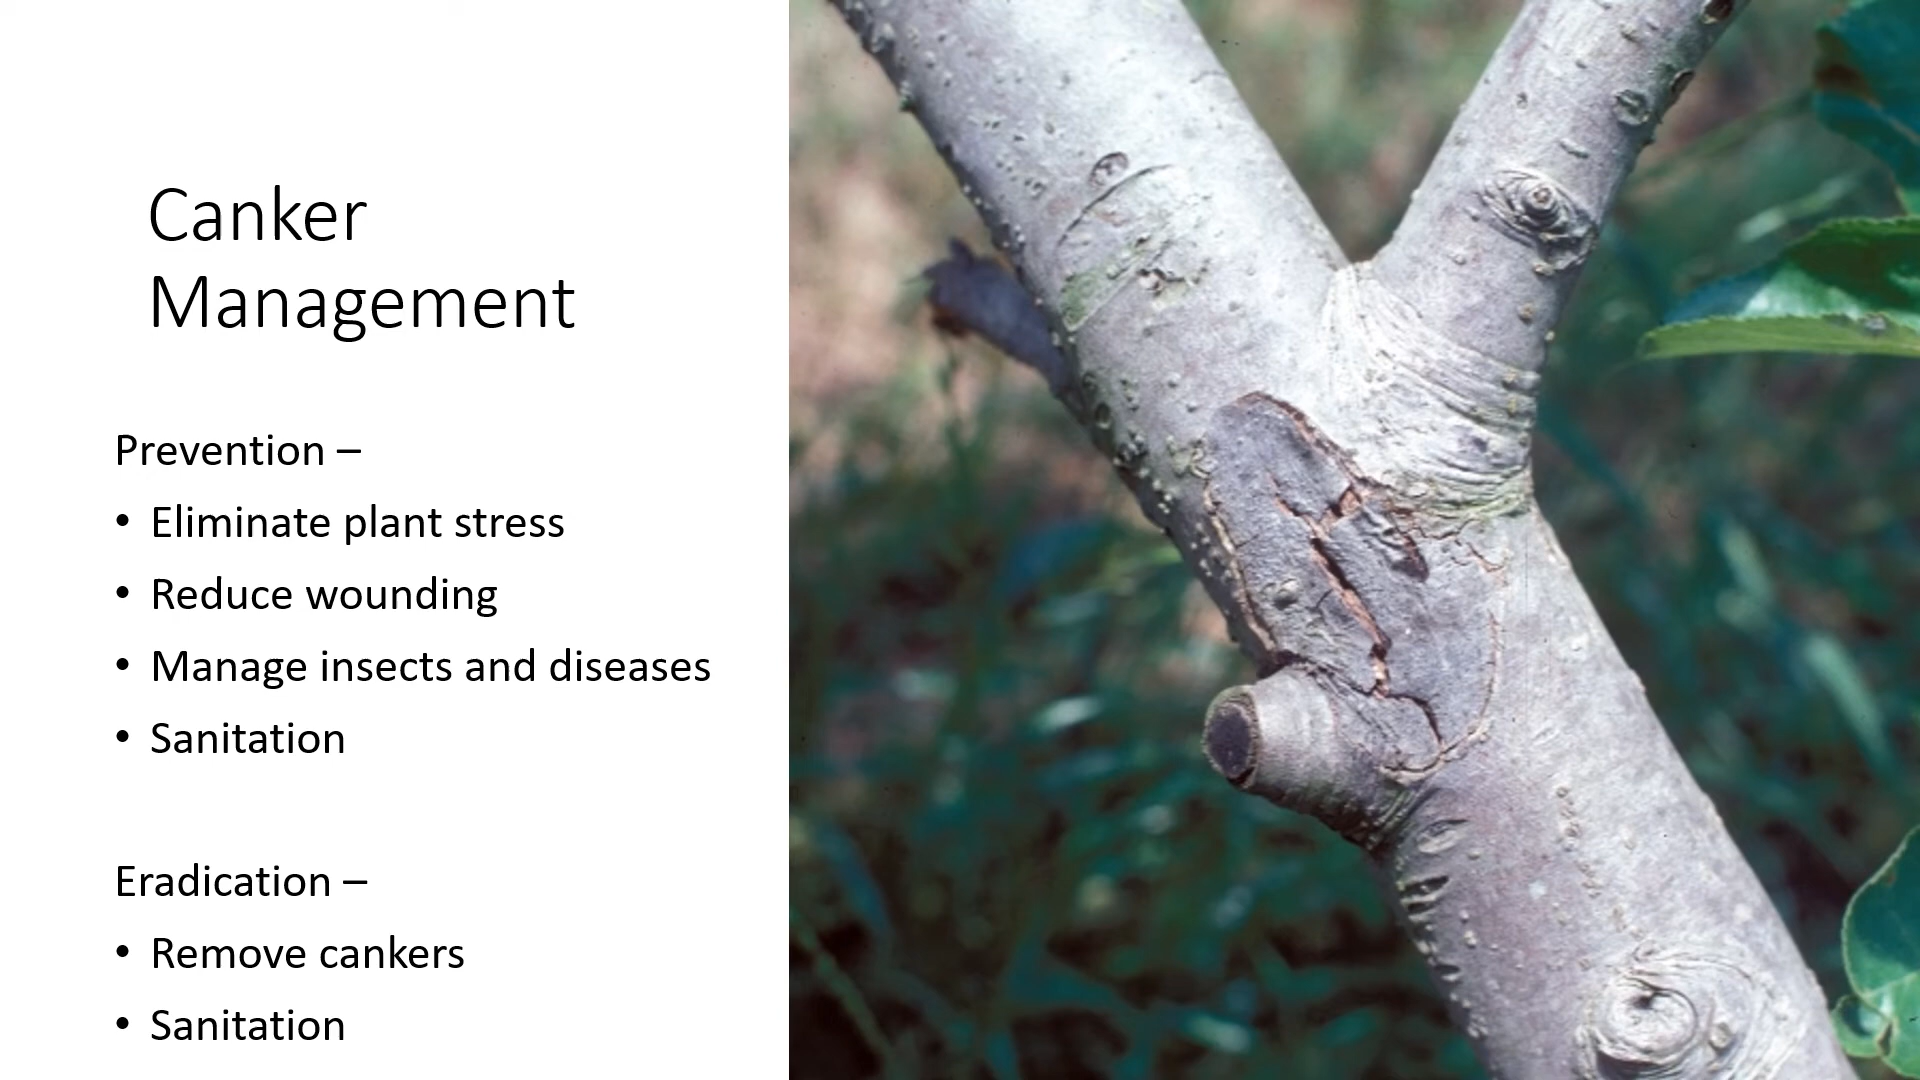 Canker
Management
Prevention –
• Eliminate plant stress
• Reduce wounding
• Manage insects and diseases
• Sanitation
Eradication –
• Remove cankers
• Sanitation